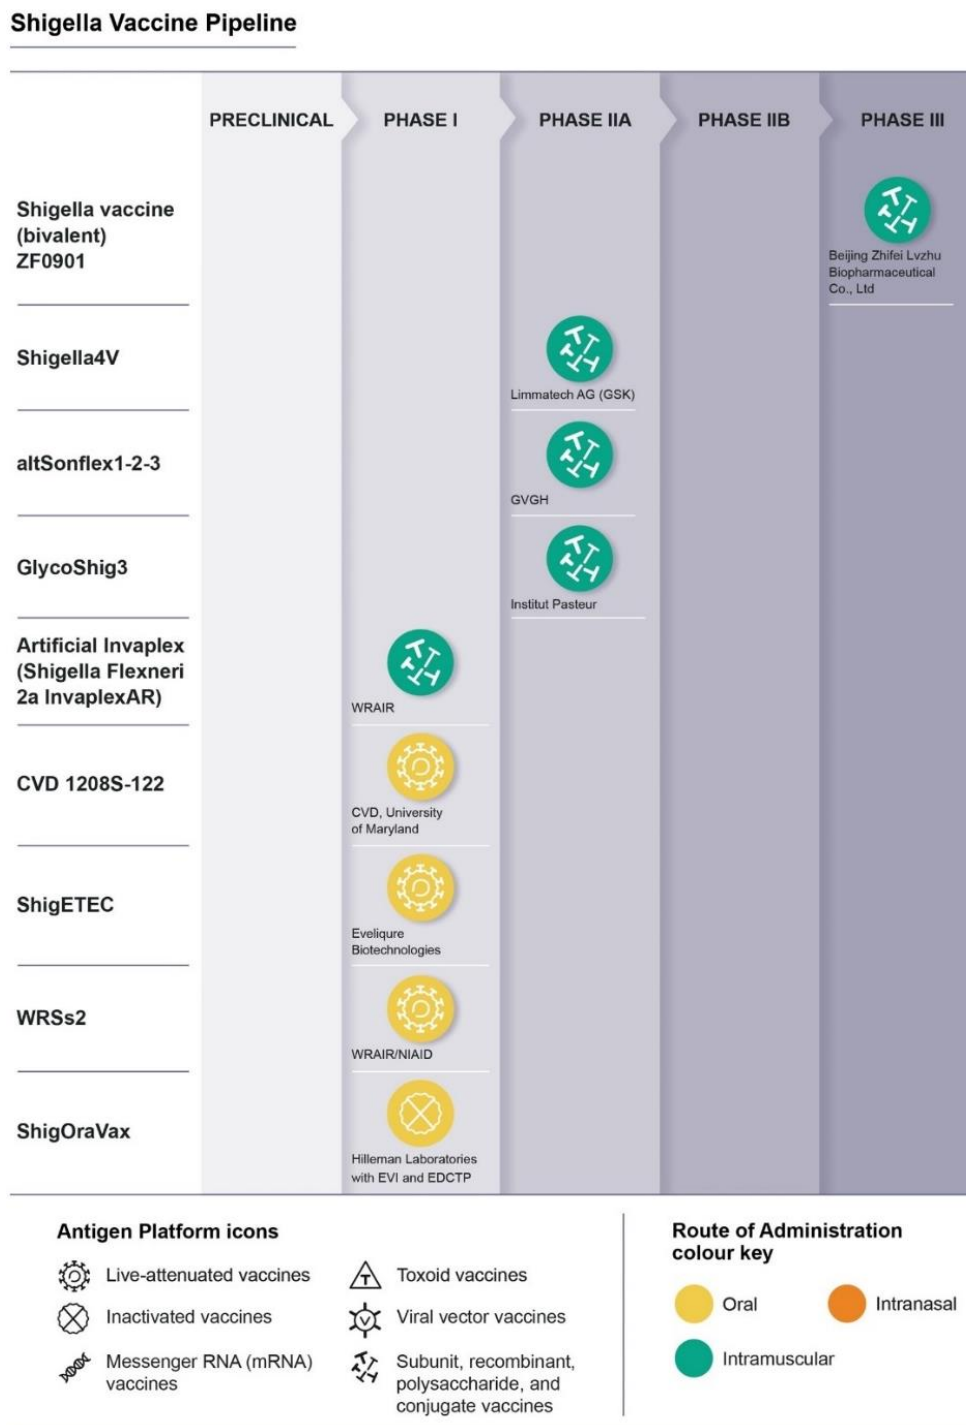 Shigella Vaccine Pipeline
PRECLINICAL
PHASE I
PHASE IIA
PHASE IIB
PHASE III
Shigella vaccine
(bivalent)
ZF0901
Beijing Zhifei Lvzhu
Biopharmaceutical
Co., Ltd
Shigella4V
Limmatech AG (GSK)
altSonflex1-2-3
GVGH
GlycoShig3
Institut Pasteur
Artificial Invaplex
(Shigella Flexneri
2a InvaplexAR)
WRAIR
CVD 1208S-122
CVD, University
of Maryland
ShigETEC
Eveliqure
Biotechnologies
WRSs2
WRAIR/NIAID
ShigOraVax
Hilleman Laboratories
with EVI and EDCTP
Antigen Platform icons
Live-attenuated vaccines
Inactivated vaccines
Messenger RNA (mRNA)
vaccines
T
Toxoid vaccines
V
Viral vector vaccines
Subunit, recombinant,
polysaccharide, and
conjugate vaccines
Route of Administration
colour key
Oral
Intranasal
Intramuscular